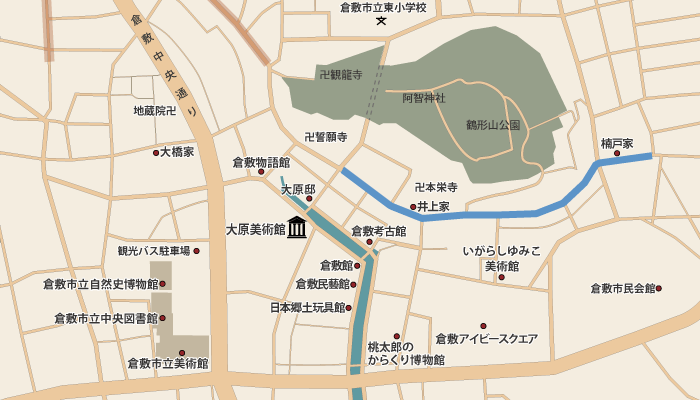 倉敷市立東小学校
倉敷中央通り
卍観龍寺
阿智神社
鶴形山公園
地蔵院卍
卍誓願寺
楠戸家
大橋家
倉敷物語館
大原邸
卍本栄寺
井上家
大原美術館
倉敷考古館
観光バス駐車場
いがらしゆみこ
美術館
倉敷館
倉敷市立自然史博物館
倉敷民藝館
倉敷市民会館
日本郷土玩具館
倉敷市立中央図書館
倉敷アイビースクエア
桃太郎の
からくり博物館
倉敷市立美術館